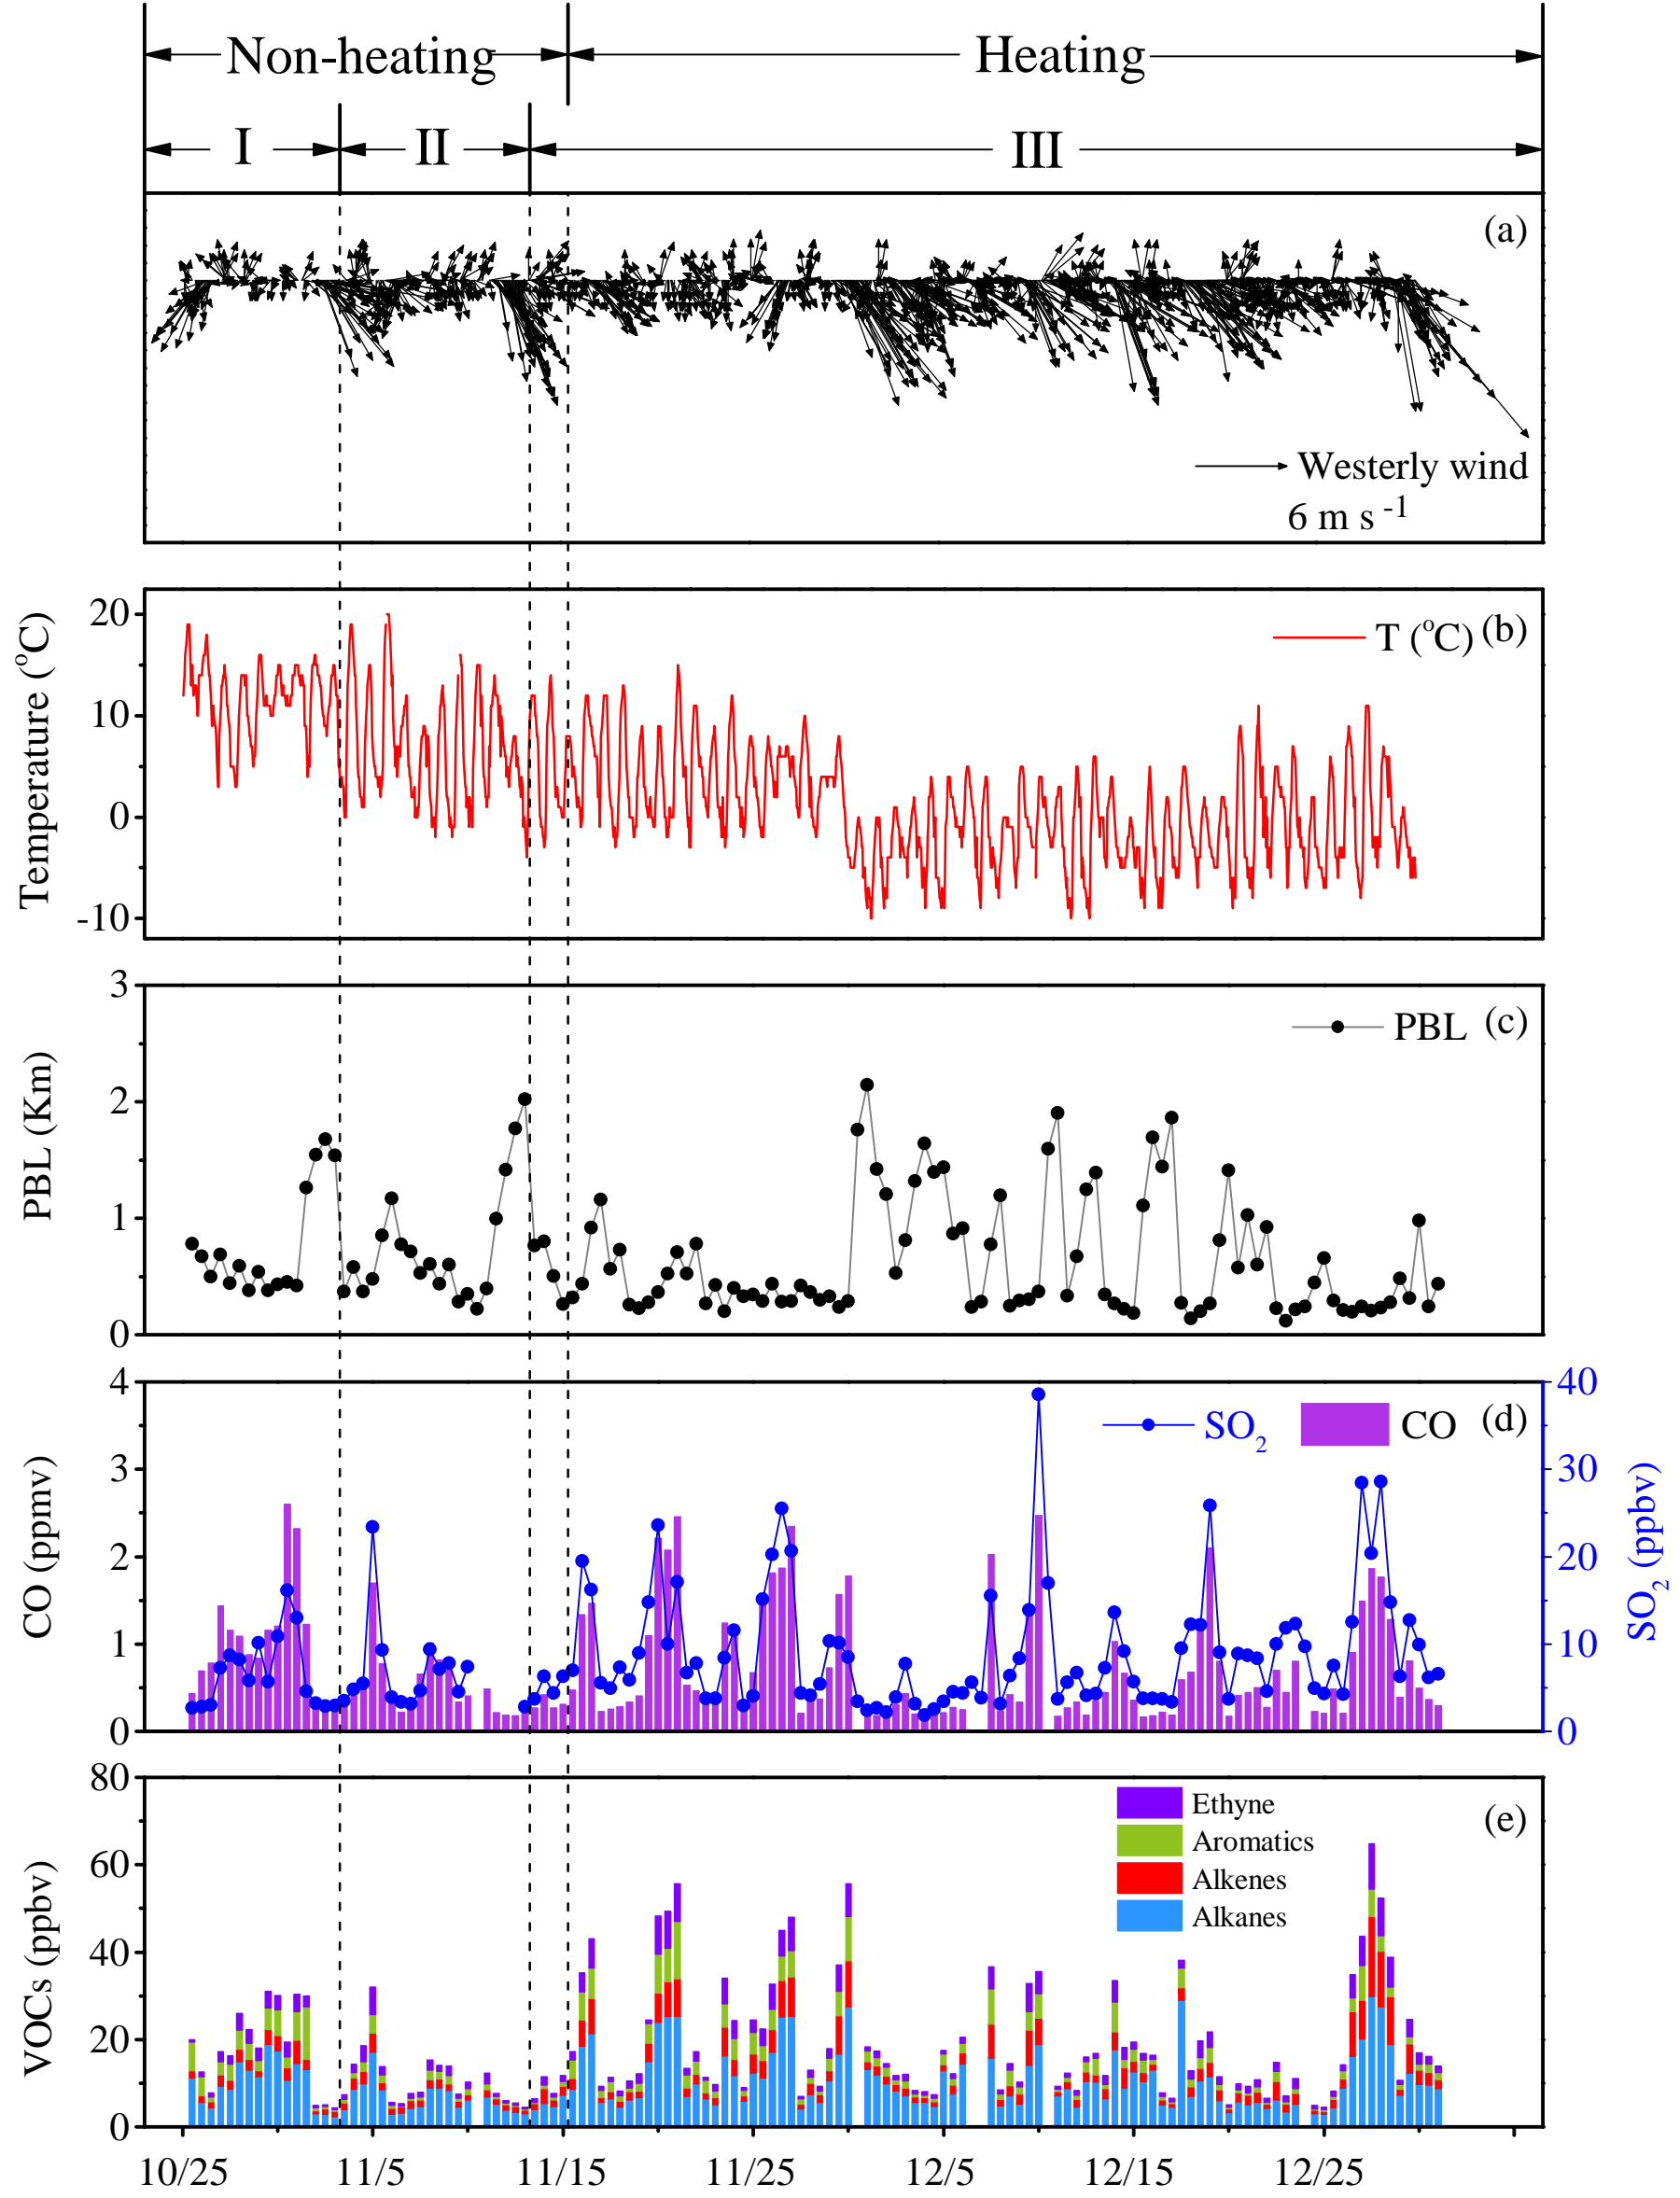 Non-heating Heating
I II III
(a)
Westerly wind
6 m s -1
Temperature (°C)
20
10
0
-10
T (°C) (b)
PBL (Km)
3
2
1
0
PBL (c)
CO (ppmv)
4
3
2
1
0
SO2 CO (d)
40
30
20
10
0
SO2 (ppbv)
VOCs (ppbv)
80
60
40
20
0
Ethyne
Aromatics
Alkenes
Alkanes
(e)
10/25 11/5 11/15 11/25 12/5 12/15 12/25